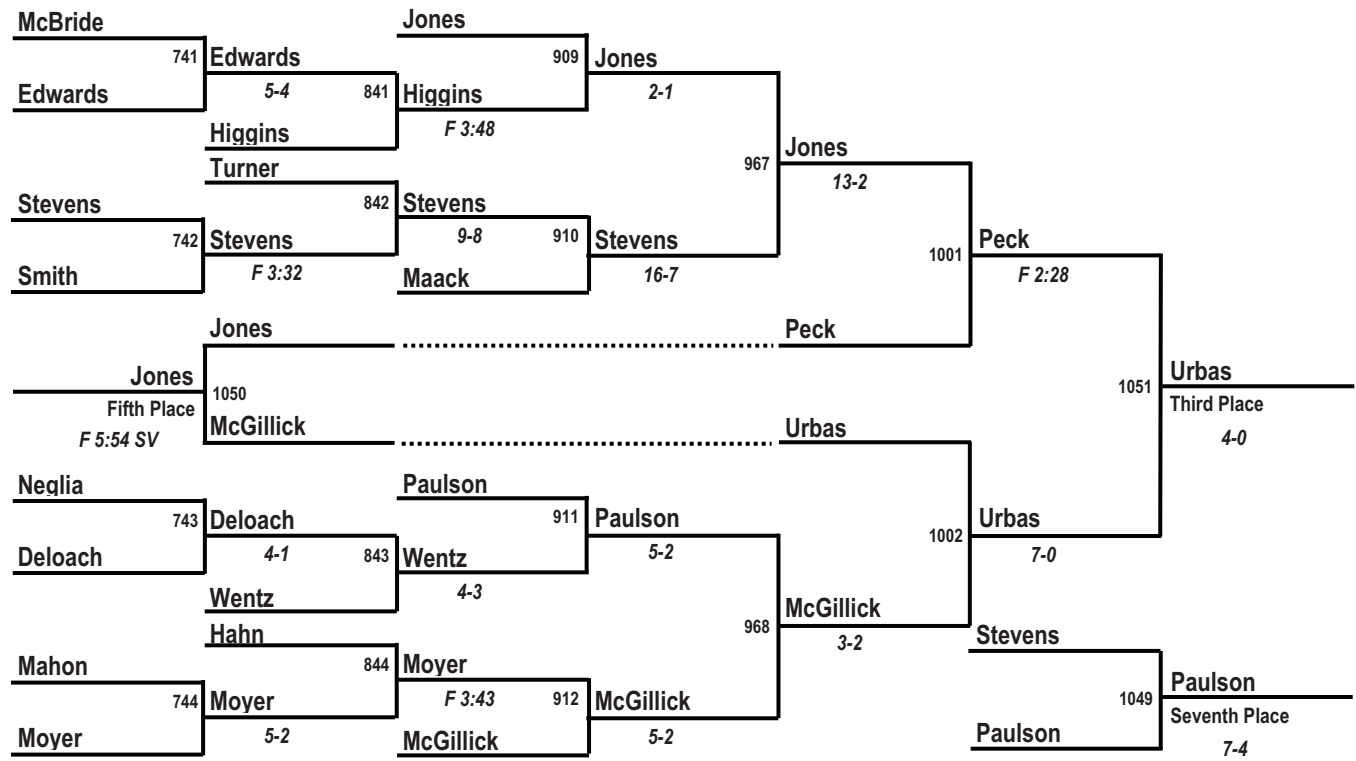 McBride
Jones
741
Edwards
909
Jones
Edwards
5-4
841
Higgins
2-1
Higgins
F 3:48
Turner
967
Jones
13-2
Stevens
842
Stevens
742
Stevens
9-8
910
Stevens
1001
Peck
Smith
F 3:32
Maack
16-7
F 2:28
Jones
Peck
Jones
1050
1051
Urbas
Fifth Place
Third Place
F 5:54 SV
McGillick
Urbas
4-0
Neglia
Paulson
743
Deloach
911
Paulson
1002
Urbas
Deloach
4-1
843
Wentz
5-2
7-0
Wentz
4-3
Hahn
968
McGillick
3-2
Stevens
Mahon
844
Moyer
744
Moyer
F 3:43
912
McGillick
1049
Paulson
Seventh Place
Moyer
5-2
McGillick
5-2
Paulson
7-4